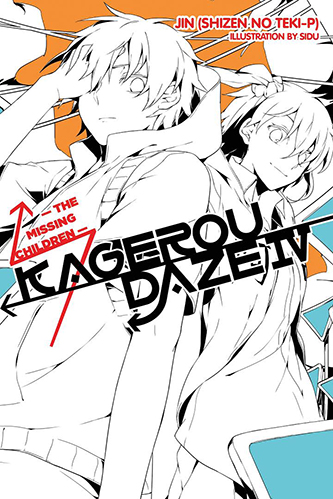 JIN (SHIZEN NO TEKI-P)
ILLUSTRATION BY SIDU
— THE
MISSING
CHILDREN —
KAGEROU
DAZE IV